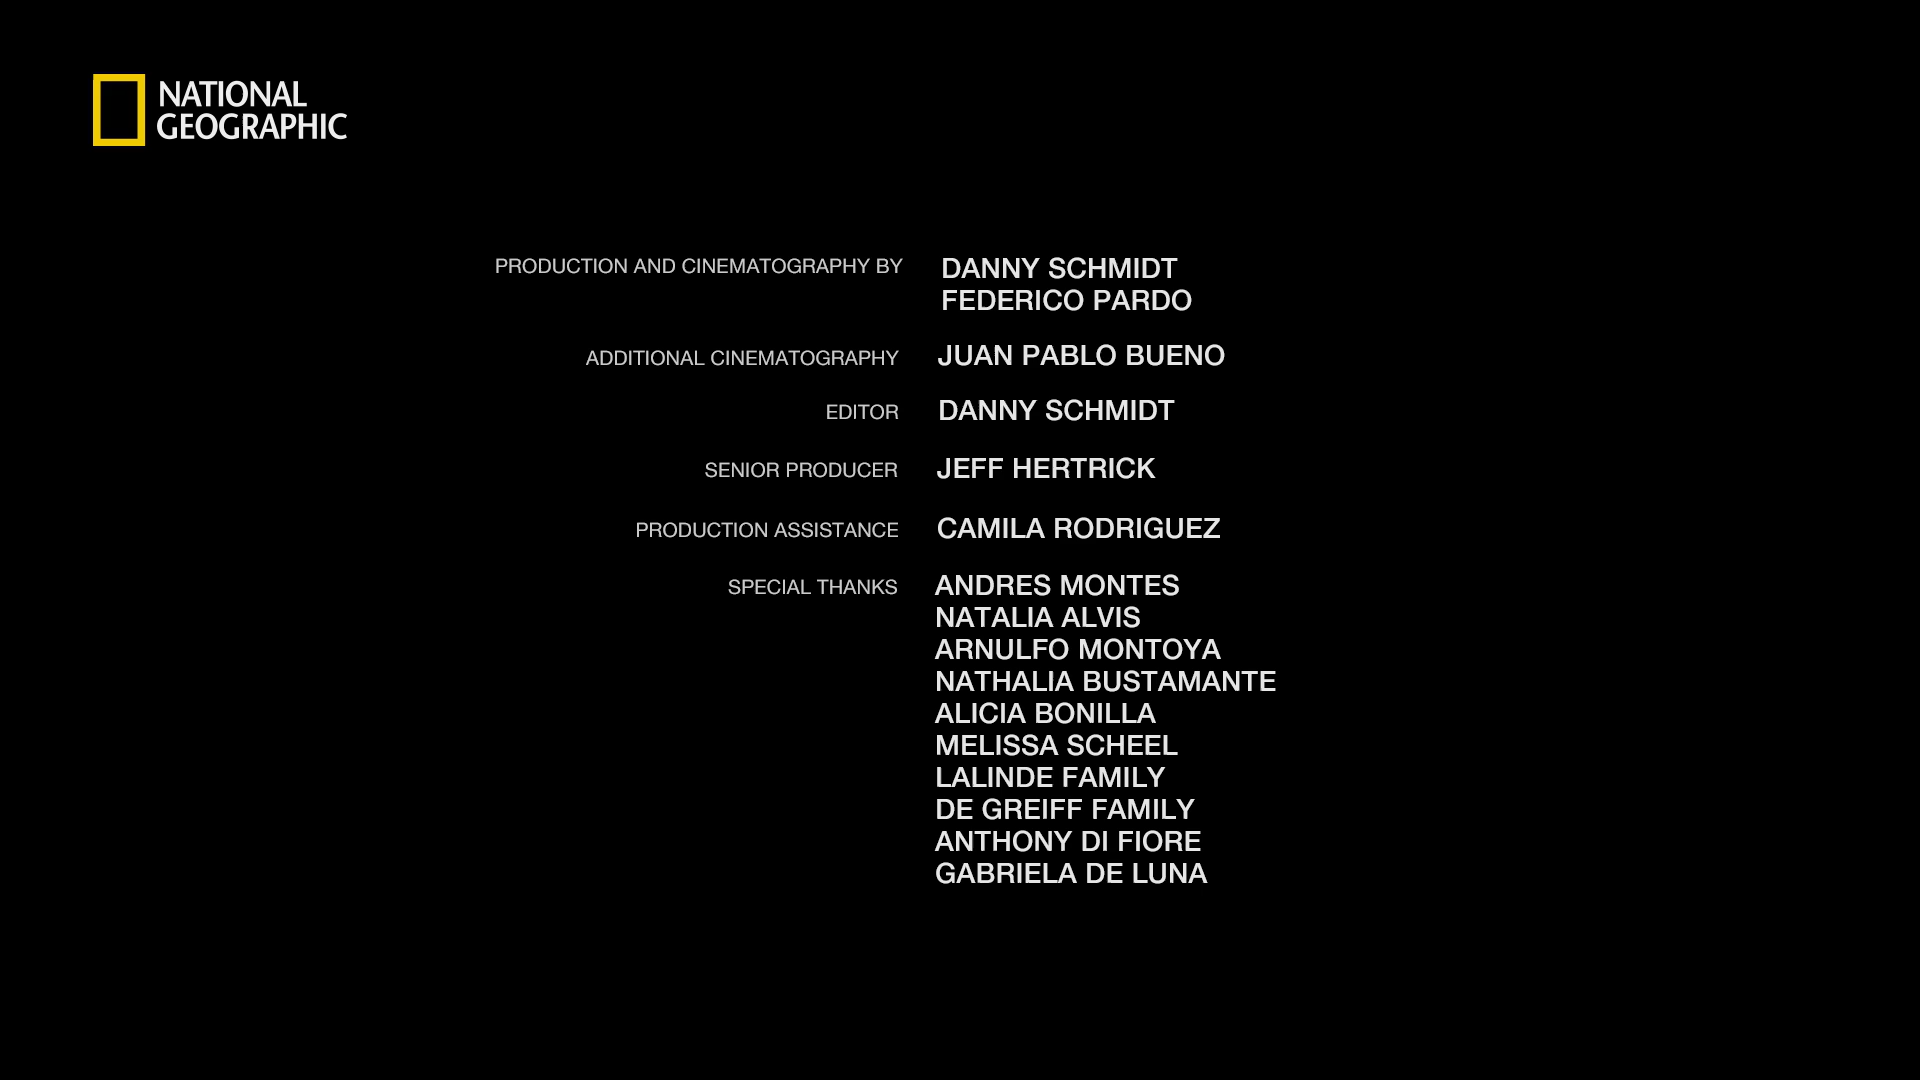 NATIONAL
GEOGRAPHIC
PRODUCTION AND CINEMATOGRAPHY BY DANNY SCHMIDT
FEDERICO PARDO
ADDITIONAL CINEMATOGRAPHY JUAN PABLO BUENO
EDITOR DANNY SCHMIDT
SENIOR PRODUCER JEFF HERTRICK
PRODUCTION ASSISTANCE CAMILA RODRIGUEZ
SPECIAL THANKS ANDRES MONTES
NATALIA ALVIS
ARNULFO MONTOYA
NATHALIA BUSTAMANTE
ALICIA BONILLA
MELISSA SCHEEL
LALINDE FAMILY
DE GREIFF FAMILY
ANTHONY DI FIORE
GABRIELA DE LUNA